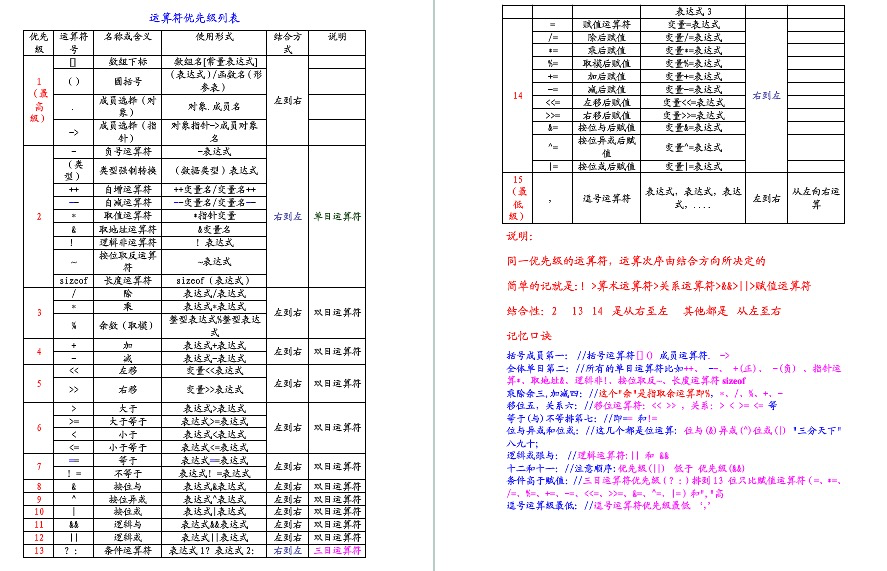 运算符优先级列表
优先级 运算符号 名称或含义 使用形式 结合方式 说明
1（最高级） [] 数组下标 数组名[常量表达式] 左到右
() 圆括号 (表达式)/函数名(形参表)
. 成员选择（对象） 对象.成员名
-> 成员选择（指针） 对象指针->成员对象名
2 - 负号运算符 -表达式 右到左 单目运算符
（类型） 类型强制转换 (数据类型)表达式
++ 自增运算符 ++变量名/变量名++
-- 自减运算符 --变量名/变量名--
* 取值运算符 *指针变量
& 取地址运算符 &变量名
! 逻辑非运算符 !表达式
~ 按位取反运算符 ~表达式
sizeof 长度运算符 sizeof（表达式）
3 / 除 表达式/表达式 左到右 双目运算符
* 乘 表达式*表达式
% 余数（取模） 整型表达式%整型表达式
4 + 加 表达式+表达式 左到右 双目运算符
- 减 表达式-表达式
5 << 左移 变量<<表达式 左到右 双目运算符
>> 右移 变量>>表达式
6 > 大于 表达式>表达式 左到右 双目运算符
>= 大于等于 表达式>=表达式
< 小于 表达式<表达式
<= 小于等于 表达式<=表达式
7 == 等于 表达式==表达式 左到右 双目运算符
!= 不等于 表达式!=表达式
8 & 按位与 表达式&表达式 左到右 双目运算符
9 ^ 按位异或 表达式^表达式 左到右 双目运算符
10 | 按位或 表达式|表达式 左到右 双目运算符
11 && 逻辑与 表达式&&表达式 左到右 双目运算符
12 || 逻辑或 表达式||表达式 左到右 双目运算符
13 ?: 条件运算符 表达式1?表达式2: 右到左 三目运算符
表达式3
14 = 赋值运算符 变量=表达式 右到左
/= 除后赋值 变量/=表达式
*= 乘后赋值 变量*=表达式
%= 取模后赋值 变量%=表达式
+= 加后赋值 变量+=表达式
-= 减后赋值 变量-=表达式
<<= 左移后赋值 变量<<=表达式
>>= 右移后赋值 变量>>=表达式
&= 按位与后赋值 变量&=表达式
^= 按位异或后赋值 变量^=表达式
|= 按位或后赋值 变量|=表达式
15（最低级） , 逗号运算符 表达式，表达式，表达式，.... 左到右 从左向右运算
说明:
同一优先级的运算符，运算次序由结合方向所决定的
简单的记就是:！>算术运算符>关系运算符>&&>||>赋值运算符
结合性: 2 13 14 是从右至左 其他都是 从左至右
记忆口诀
括号成员第一; //括号运算符[]() 成员运算符. ->
全体单目第二; //所有的单目运算符比如++、 --、 +(正)、 -(负) 、指针运
算*、取地址&、逻辑非!、按位取反~、长度运算符 sizeof
乘除余三,加减四; //这个"余"是指取余运算即%, *、/、%、+、-
移位五，关系六; //移位运算符: << >> ，关系: > < >= <= 等
等于(与)不等排第七; //即== 和!=
位与异或和位或; //这几个都是位运算: 位与(&)异或(^)位或(|) "三分天下"
八九十;
逻辑或跟与; //逻辑运算符:|| 和 &&
十二和十一; //注意顺序:优先级(||) 低于 优先级(&&)
条件高于赋值; //三目运算符优先级(?:)排到 13 位只比赋值运算符(=、*=、
/=、%=、+=、-=、<<=、>>=、&=、^=、|=)和","高
逗号运算级最低; //逗号运算符优先级最低 ‘,’